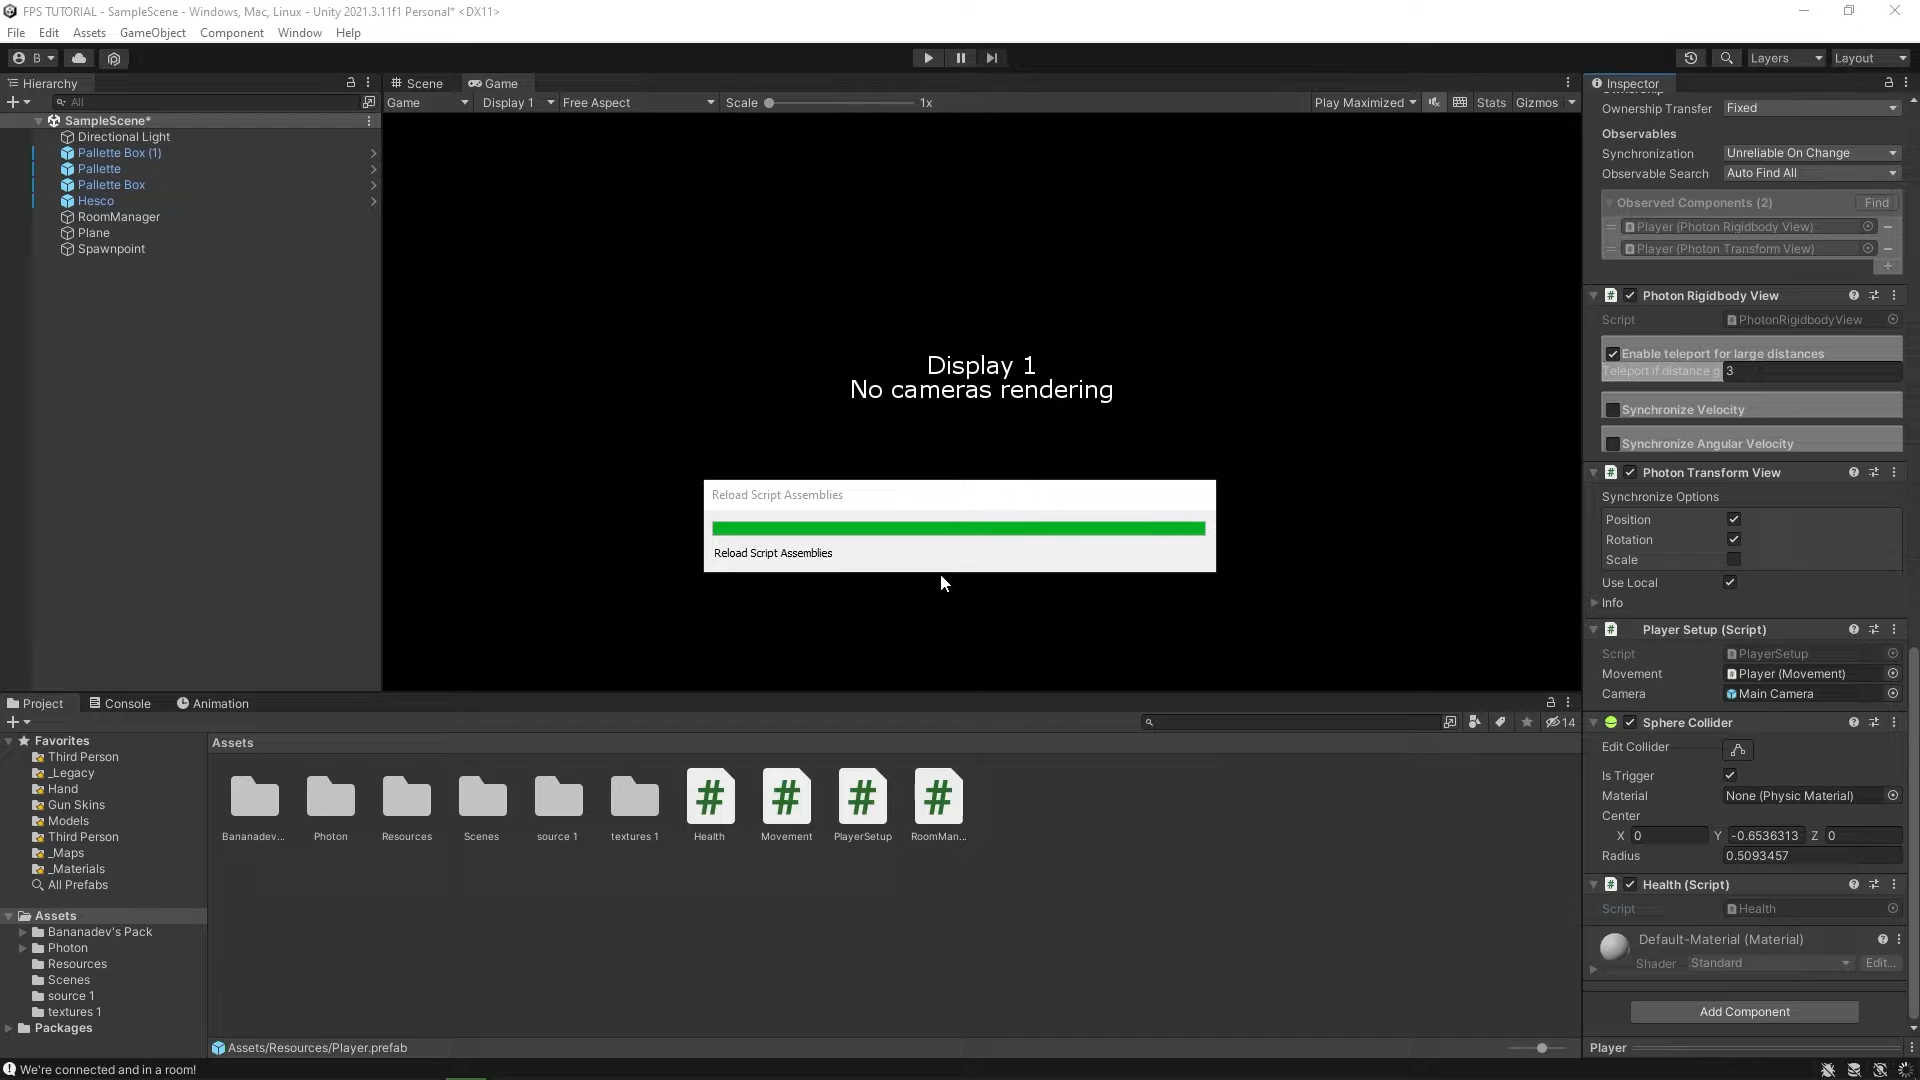 FPS TUTORIAL - SampleScene - Windows, Mac, Linux - Unity 2021.3.11f1 Personal* <DX11>
File Edit Assets GameObject Component Window Help
B
Layers Layout
Hierarchy
All
SampleScene*
Directional Light
Pallette Box (1)
Pallette
Pallette Box
Hesco
RoomManager
Plane
Spawnpoint
Scene Game
Game Display 1 Free Aspect Scale 1x Play Maximized Stats Gizmos
Display 1
No cameras rendering
Reload Script Assemblies
Reload Script Assemblies
Inspector
Ownership
Ownership Transfer Fixed
Observables
Synchronization Unreliable On Change
Observable Search Auto Find All
Observed Components (2) Find
Player (Photon Rigidbody View)
Player (Photon Transform View)
Photon Rigidbody View
Script PhotonRigidbodyView
Enable teleport for large distances
Teleport if distance g 3
Synchronize Velocity
Synchronize Angular Velocity
Photon Transform View
Synchronize Options
Position
Rotation
Scale
Use Local
Info
Player Setup (Script)
Script PlayerSetup
Movement Player (Movement)
Camera Main Camera
Sphere Collider
Edit Collider
Is Trigger
Material None (Physic Material)
Center
X 0 Y -0.6536313 Z 0
Radius 0.5093457
Health (Script)
Script Health
Default-Material (Material)
Shader Standard Edit...
Add Component
Player
Project Console Animation
14
Favorites
Third Person
_Legacy
Hand
Gun Skins
Models
Third Person
_Maps
_Materials
All Prefabs
Assets
Bananadev's Pack
Photon
Resources
Scenes
source 1
textures 1
Packages
Assets
Bananadev... Photon Resources Scenes source 1 textures 1 Health Movement PlayerSetup RoomMan...
Assets/Resources/Player.prefab
We're connected and in a room!